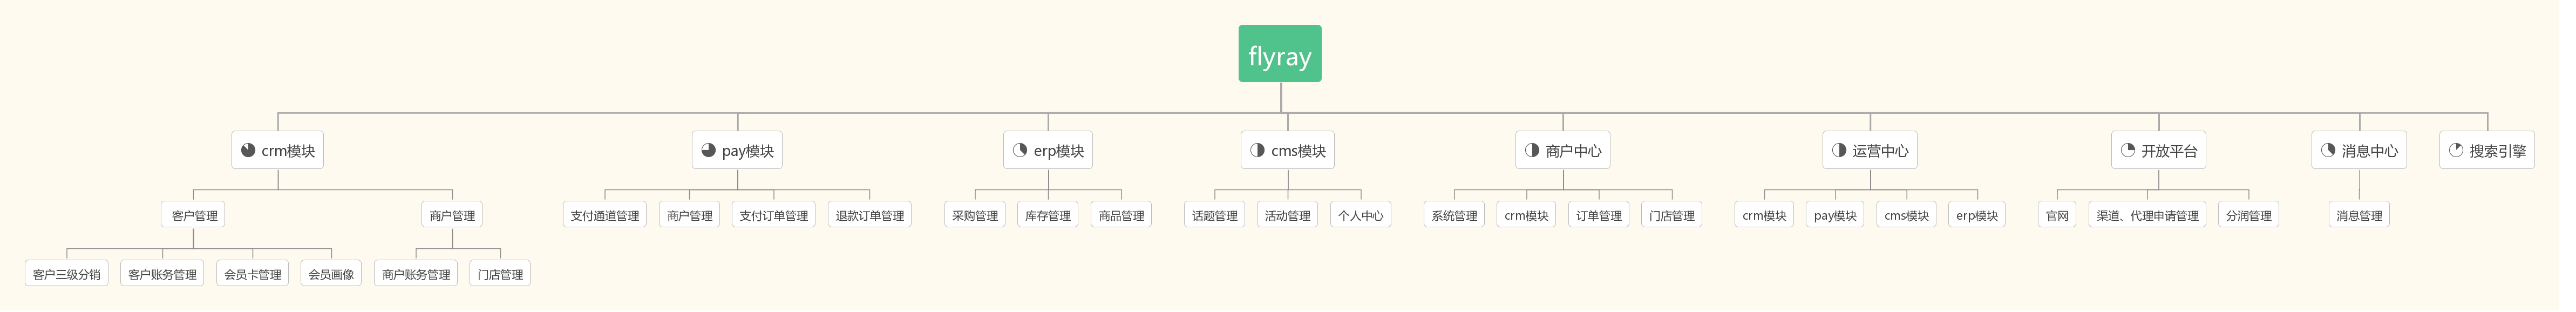 flyray
crm模块
pay模块
erp模块
cms模块
商户中心
运营中心
开放平台
消息中心
搜索引擎
客户管理
商户管理
支付通道管理
商户管理
支付订单管理
退款订单管理
采购管理
库存管理
商品管理
话题管理
活动管理
个人中心
系统管理
crm模块
订单管理
门店管理
crm模块
pay模块
cms模块
erp模块
官网
渠道、代理申请管理
分润管理
消息管理
客户三级分销
客户账务管理
会员卡管理
会员画像
商户账务管理
门店管理